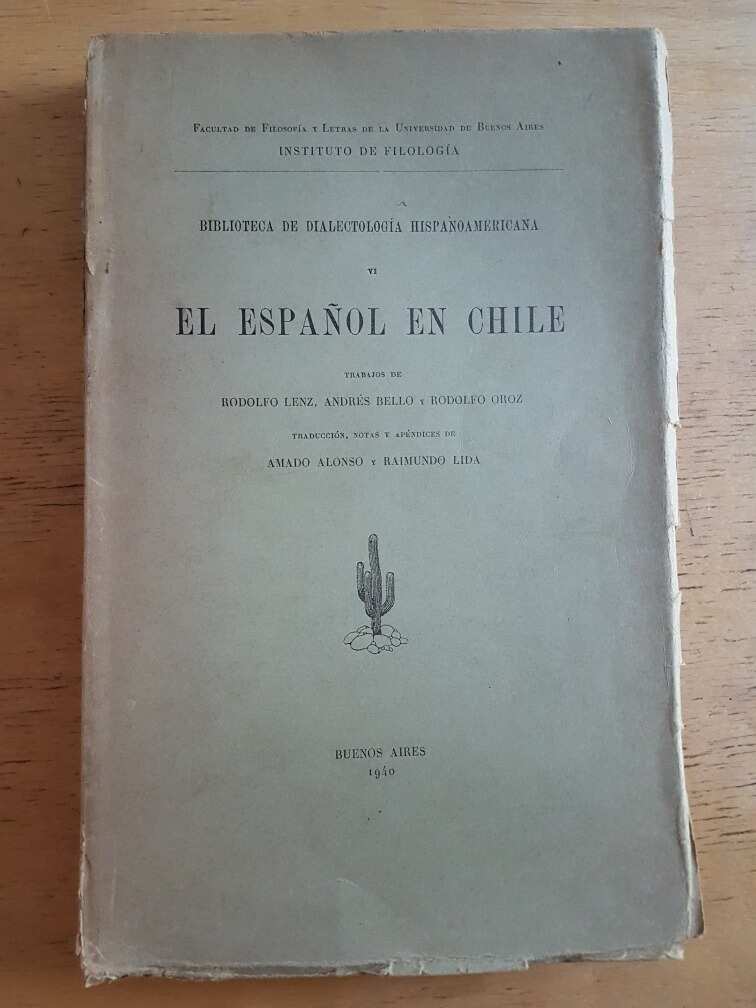 Facultad de Filosofía y Letras de la Universidad de Buenos Aires
INSTITUTO DE FILOLOGÍA
BIBLIOTECA DE DIALECTOLOGÍA HISPANOAMERICANA
VI
EL ESPAÑOL EN CHILE
TRABAJOS DE
RODOLFO LENZ, ANDRÉS BELLO Y RODOLFO OROZ
TRADUCCIÓN, NOTAS Y APÉNDICES DE
AMADO ALONSO Y RAIMUNDO LIDA
BUENOS AIRES
1940